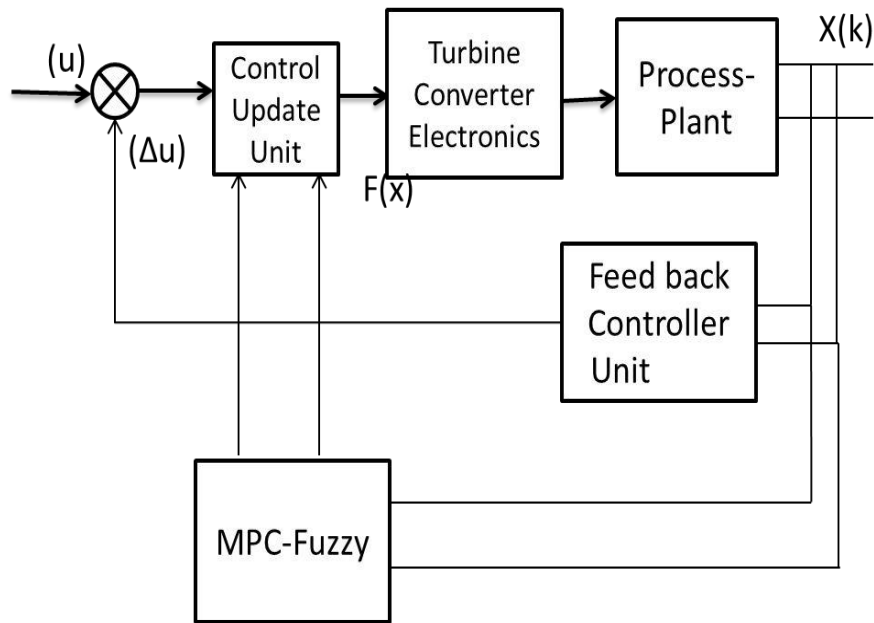 (u)
Control
Update
Unit
Turbine
Converter
Electronics
Process-
Plant
X(k)
(Δu)
F(x)
Feed back
Controller
Unit
MPC-Fuzzy